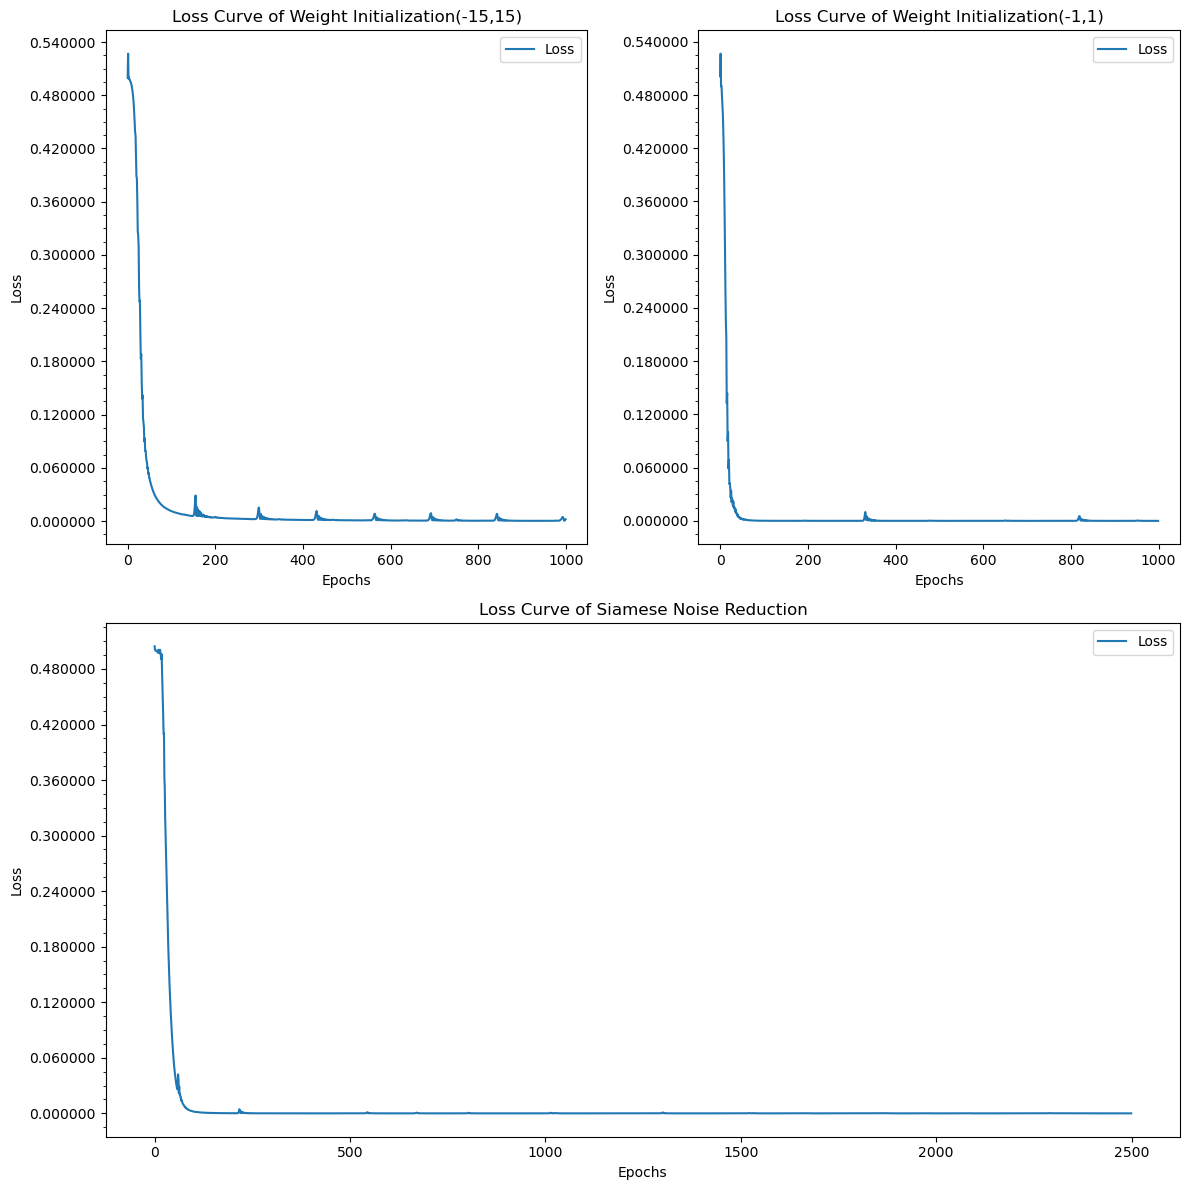 Loss Curve of Weight Initialization(-15,15)
Loss
0.540000
0.480000
0.420000
0.360000
0.300000
0.240000
0.180000
0.120000
0.060000
0.000000
Loss
0 200 400 600 800 1000
Epochs
Loss Curve of Weight Initialization(-1,1)
Loss
0.540000
0.480000
0.420000
0.360000
0.300000
0.240000
0.180000
0.120000
0.060000
0.000000
Loss
0 200 400 600 800 1000
Epochs
Loss Curve of Siamese Noise Reduction
Loss
0.480000
0.420000
0.360000
0.300000
0.240000
0.180000
0.120000
0.060000
0.000000
Loss
0 500 1000 1500 2000 2500
Epochs